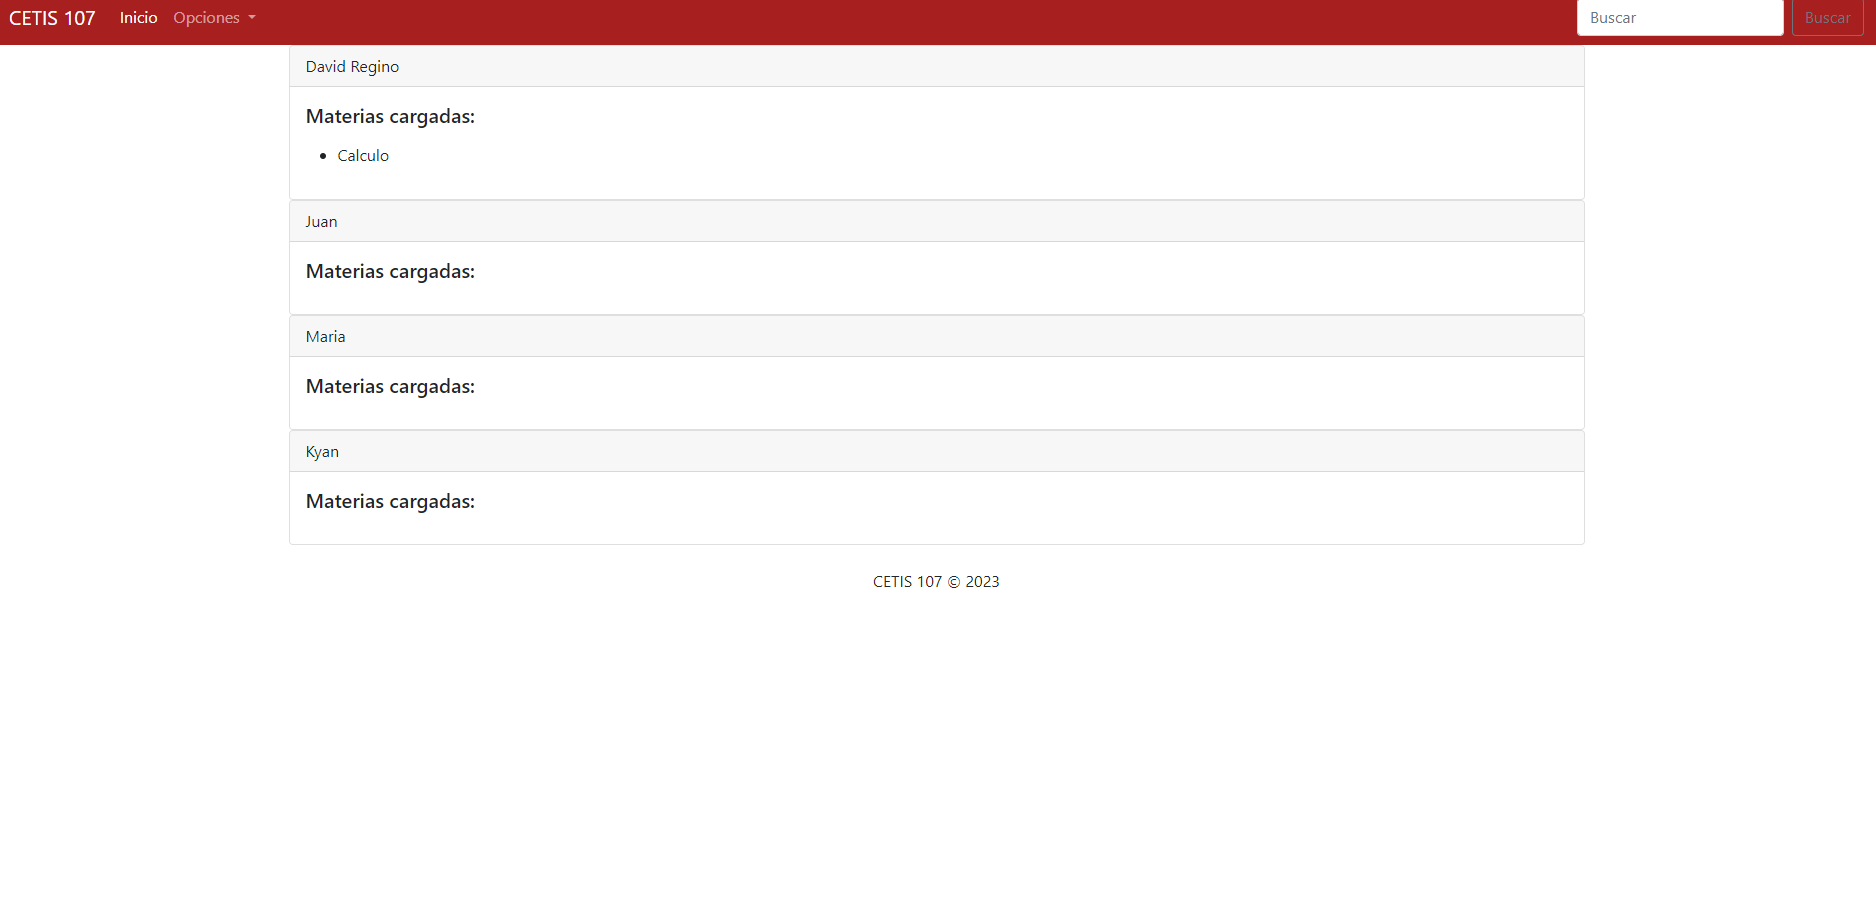 CETIS 107 Inicio Opciones Buscar Buscar
David Regino
Materias cargadas:
• Calculo
Juan
Materias cargadas:
Maria
Materias cargadas:
Kyan
Materias cargadas:
CETIS 107 © 2023